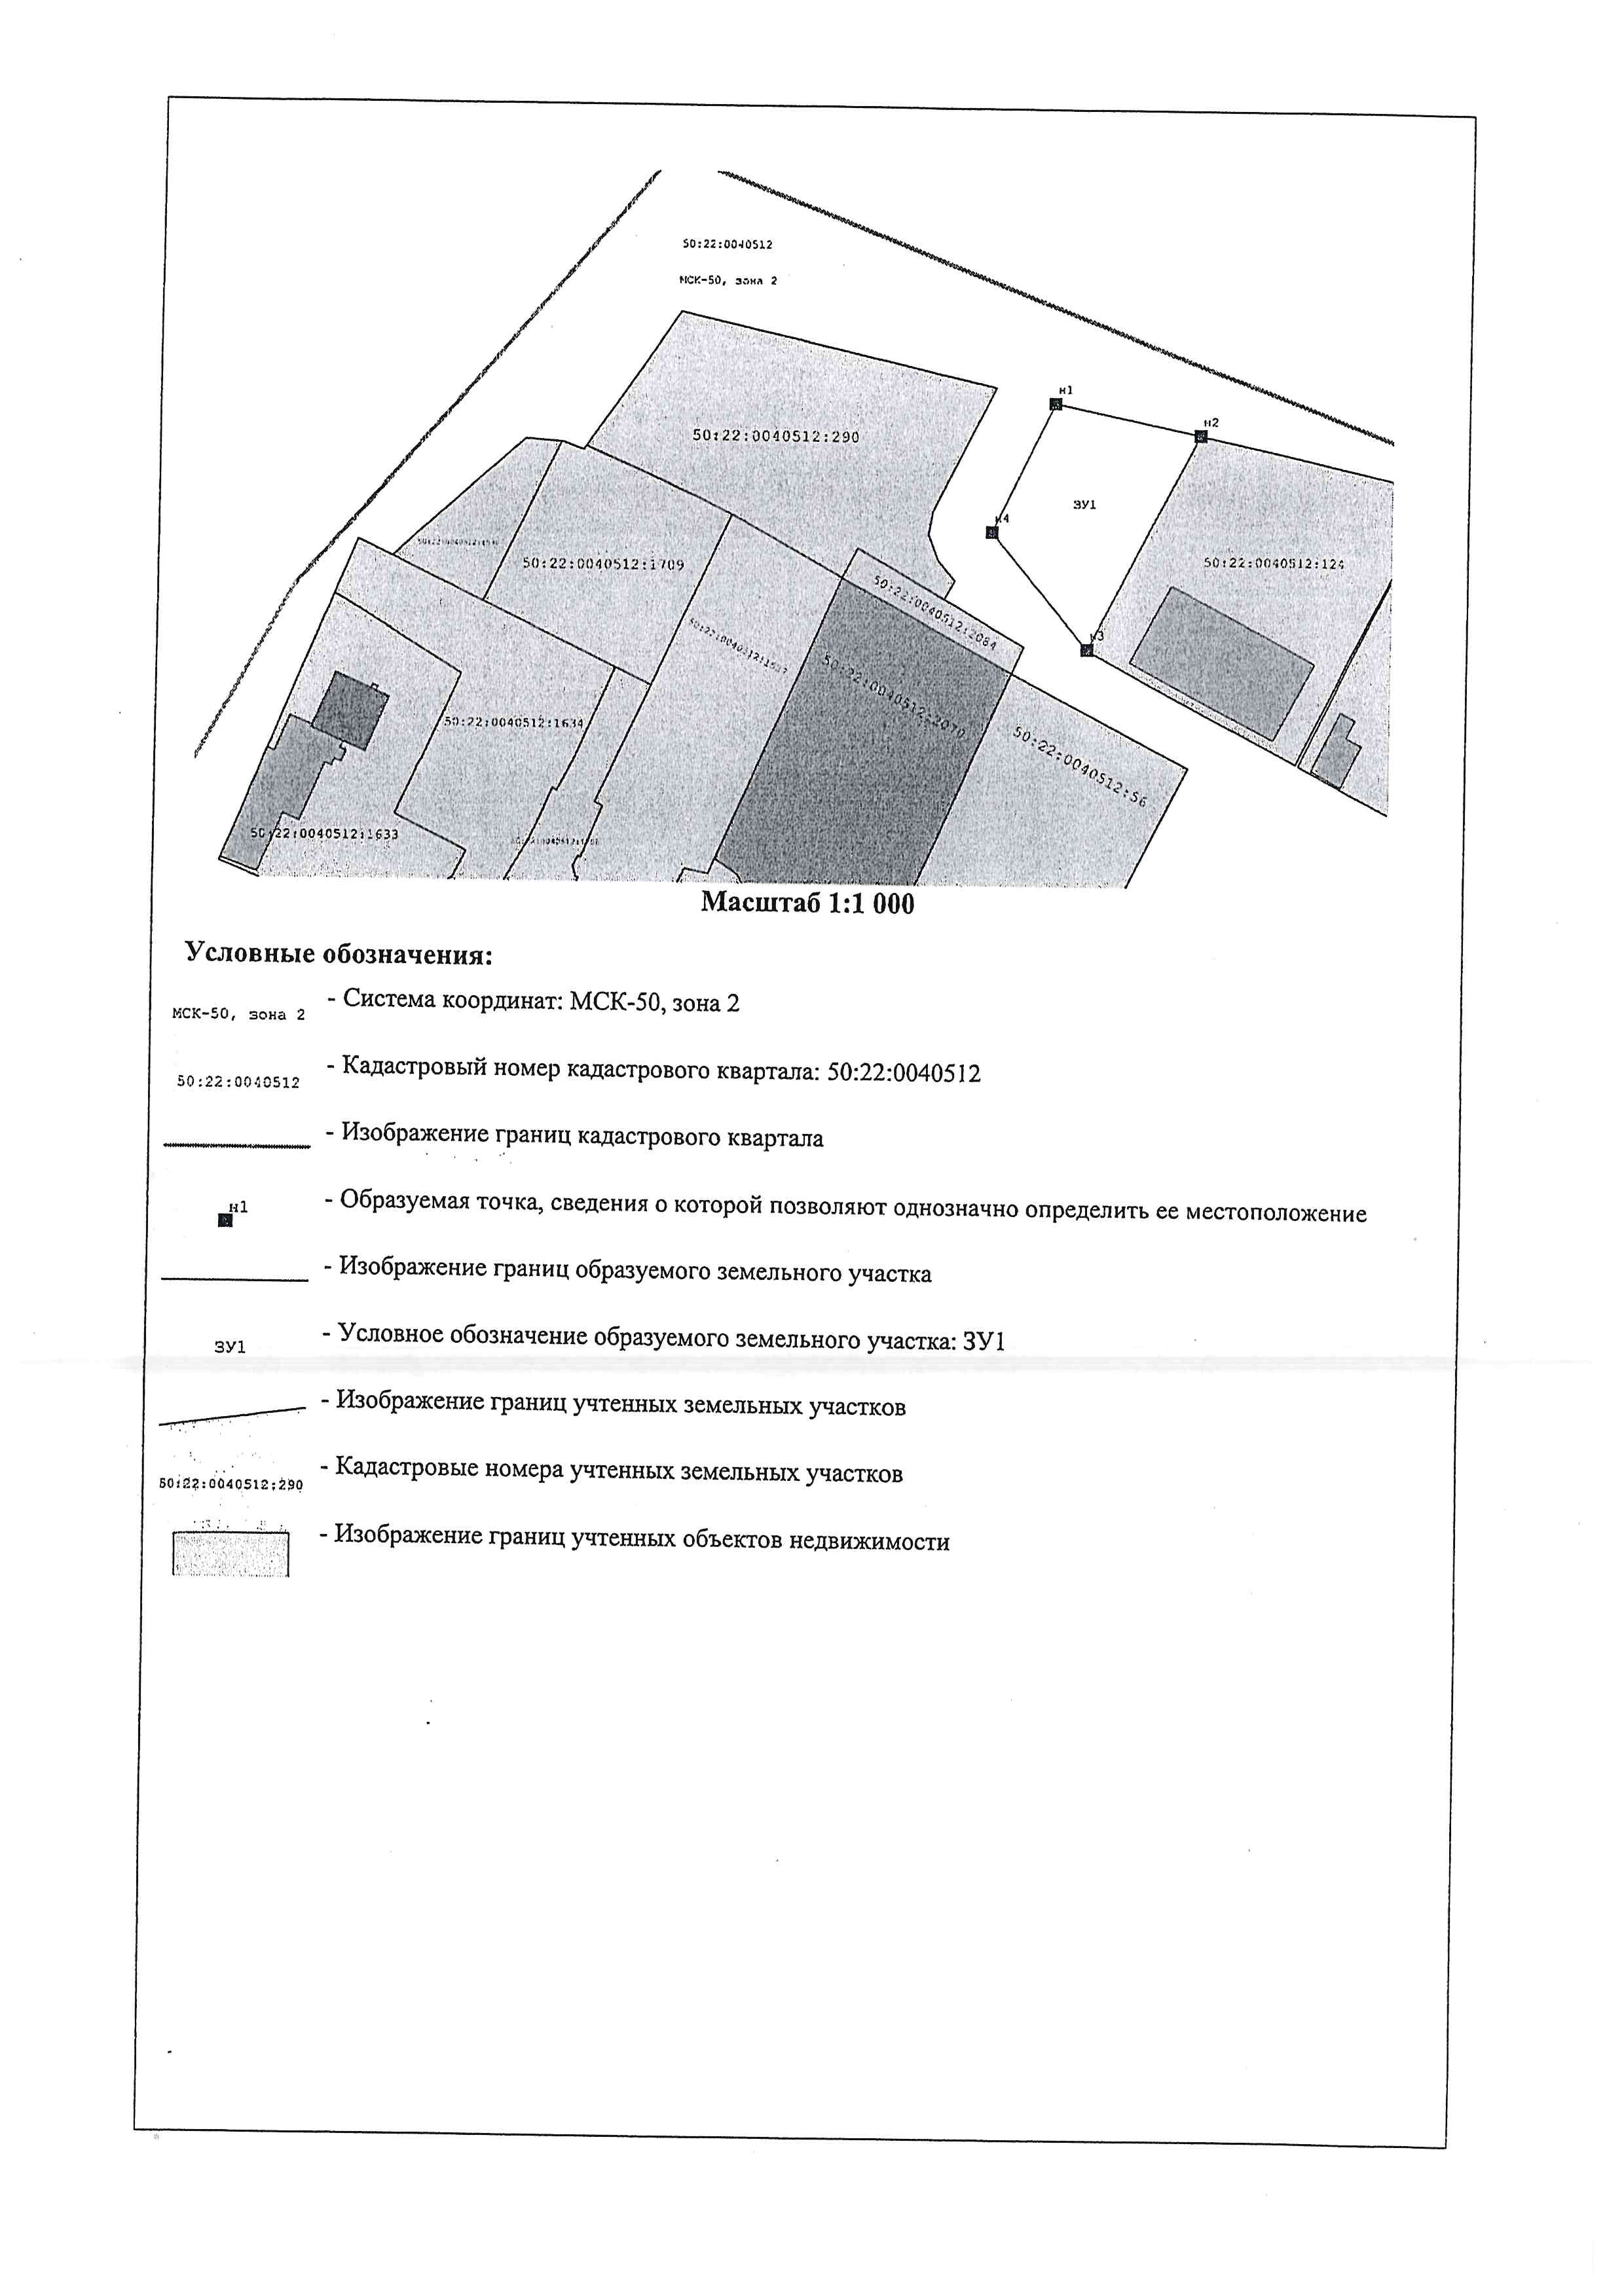 50:22:0040512
МСК-50, зона 2
н1
н2
50:22:0040512:290
ЗУ1
н4
50:22:0040512:1709
50:22:0040512:124
50:22:0040512:2084
н3
50:22:0040512:2070
50:22:0040512:1634
50:22:0040512:56
50:22:0040512:1633
Масштаб 1:1 000
Условные обозначения:
МСК-50, зона 2 - Система координат: МСК-50, зона 2
50:22:0040512 - Кадастровый номер кадастрового квартала: 50:22:0040512
- Изображение границ кадастрового квартала
н1 - Образуемая точка, сведения о которой позволяют однозначно определить ее местоположение
- Изображение границ образуемого земельного участка
ЗУ1 - Условное обозначение образуемого земельного участка: ЗУ1
- Изображение границ учтенных земельных участков
50:22:0040512:290 - Кадастровые номера учтенных земельных участков
- Изображение границ учтенных объектов недвижимости